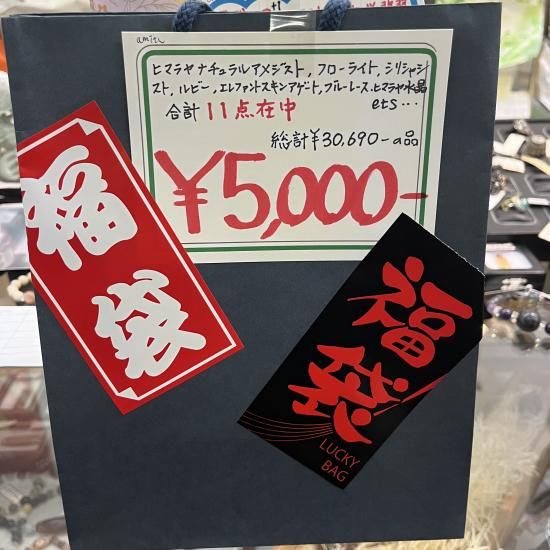 amiru
ヒマラヤナチュラルアメジスト, フローライト, シリシャシ
スト, ルビー, エレファントスキンアゲート, ブルーレース, ヒマラヤ水晶
合計 11点在中 ets...
総計¥30,690-の品
¥5,000-
福袋
福袋
LUCKY
BAG